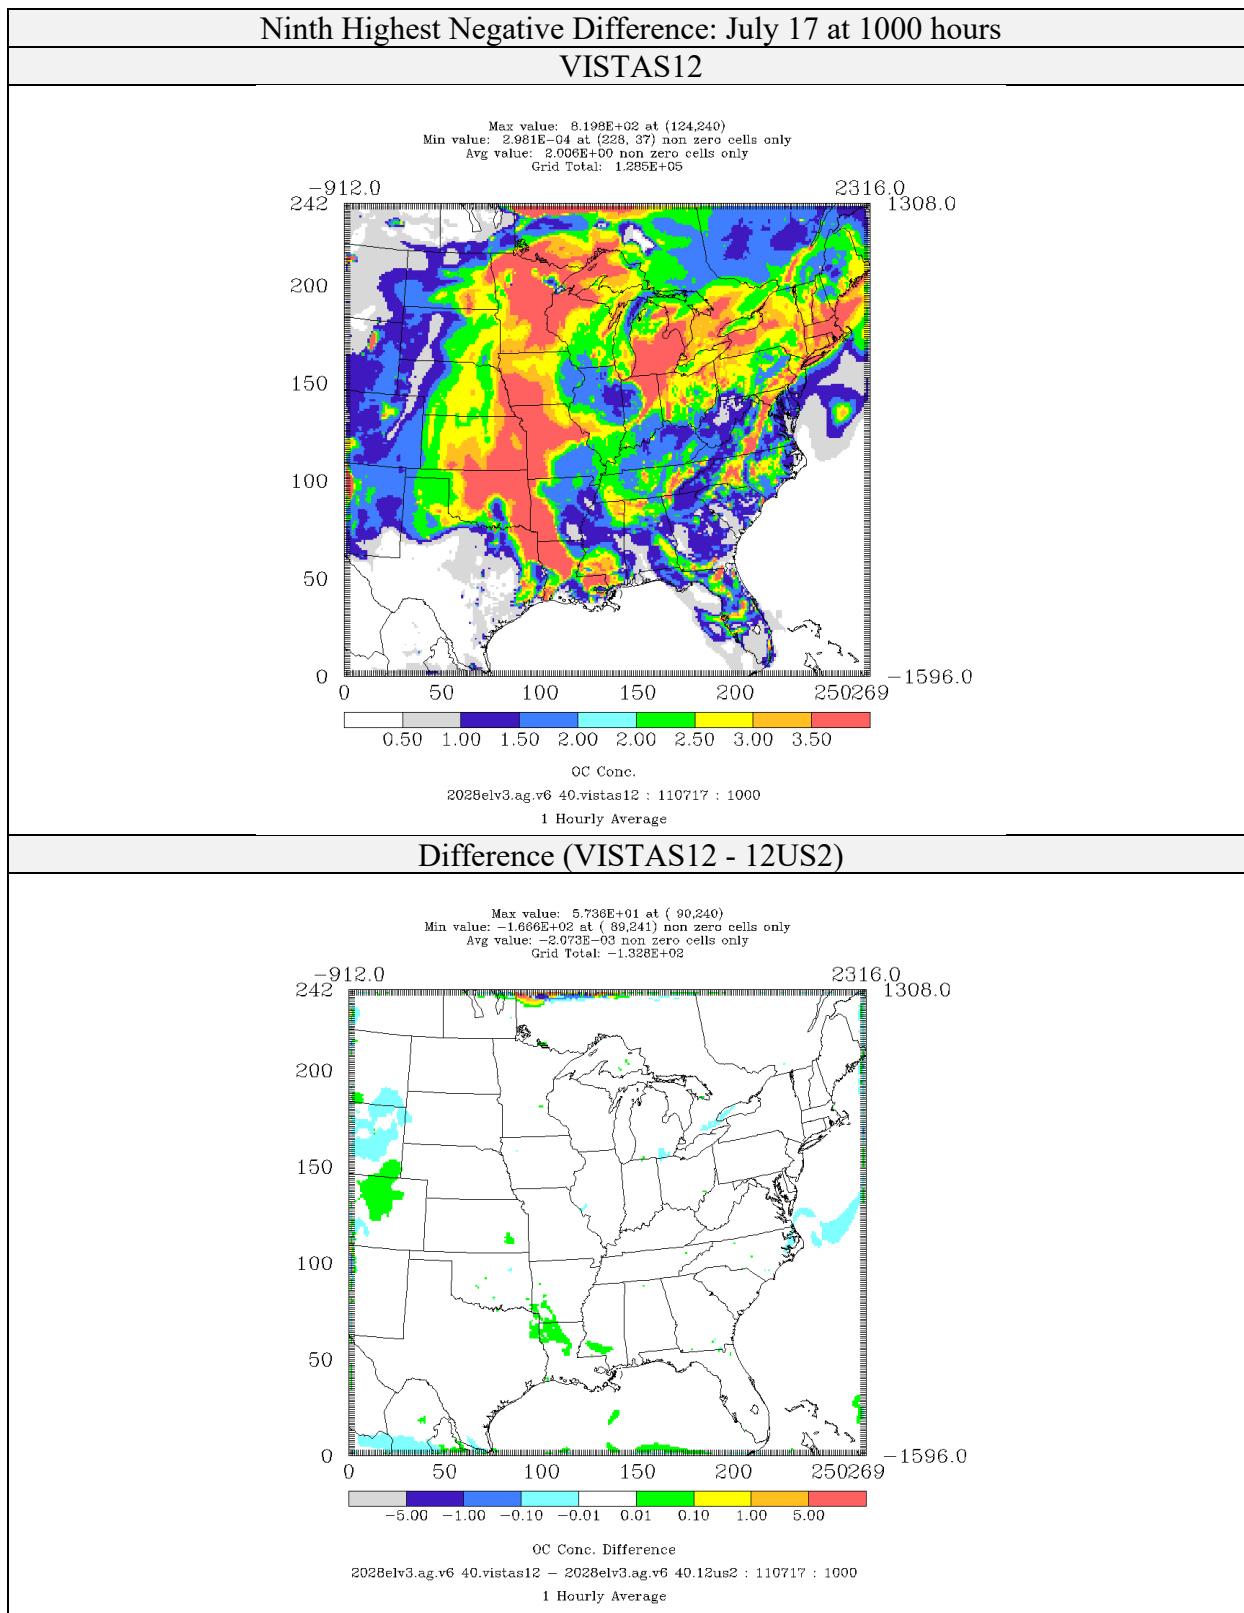 Ninth Highest Negative Difference: July 17 at 1000 hours
VISTAS12
Max value: 8.198E+02 at (124,240)
Min value: 2.981E-04 at (228, 37) non zero cells only
Avg value: 2.006E+00 non zero cells only
Grid Total: 1.285E+05
-912.0 2316.0
242 1308.0
200
150
100
50
0 -1596.0
0 50 100 150 200 250269
0.50 1.00 1.50 2.00 2.00 2.50 3.00 3.50
OC Conc.
2028elv3.ag.v6 40.vistas12 : 110717 : 1000
1 Hourly Average
Difference (VISTAS12 - 12US2)
Max value: 5.736E+01 at ( 90,240)
Min value: -1.666E+02 at ( 89,241) non zero cells only
Avg value: -2.073E-03 non zero cells only
Grid Total: -1.328E+02
-912.0 2316.0
242 1308.0
200
150
100
50
0 -1596.0
0 50 100 150 200 250269
-5.00 -1.00 -0.10 -0.01 0.01 0.10 1.00 5.00
OC Conc. Difference
2028elv3.ag.v6 40.vistas12 - 2028elv3.ag.v6 40.12us2 : 110717 : 1000
1 Hourly Average